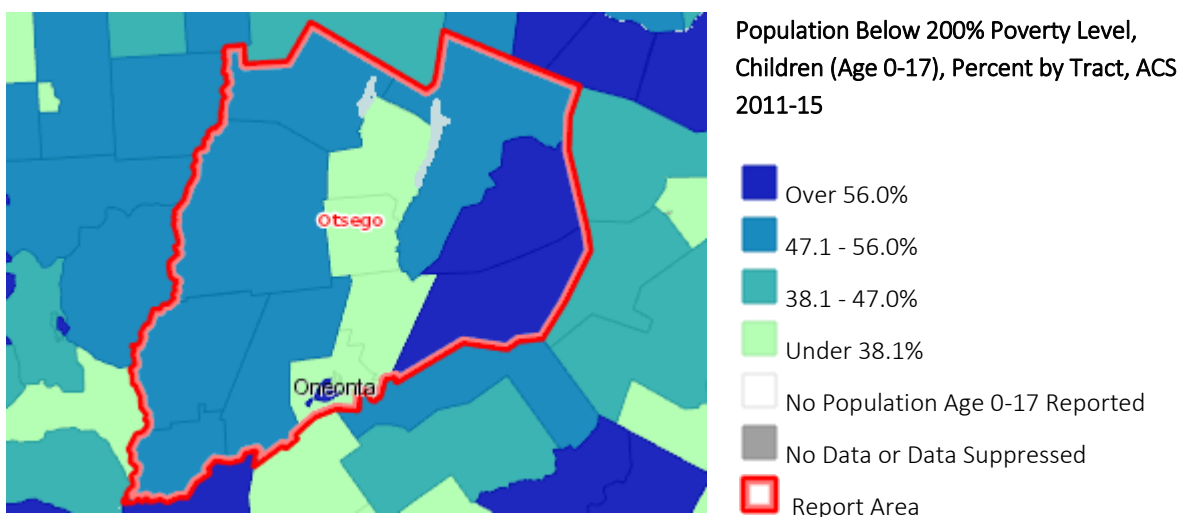 Population Below 200% Poverty Level,
Children (Age 0-17), Percent by Tract, ACS
2011-15
Over 56.0%
47.1 - 56.0%
38.1 - 47.0%
Under 38.1%
No Population Age 0-17 Reported
No Data or Data Suppressed
Report Area
Otsego
Oneonta